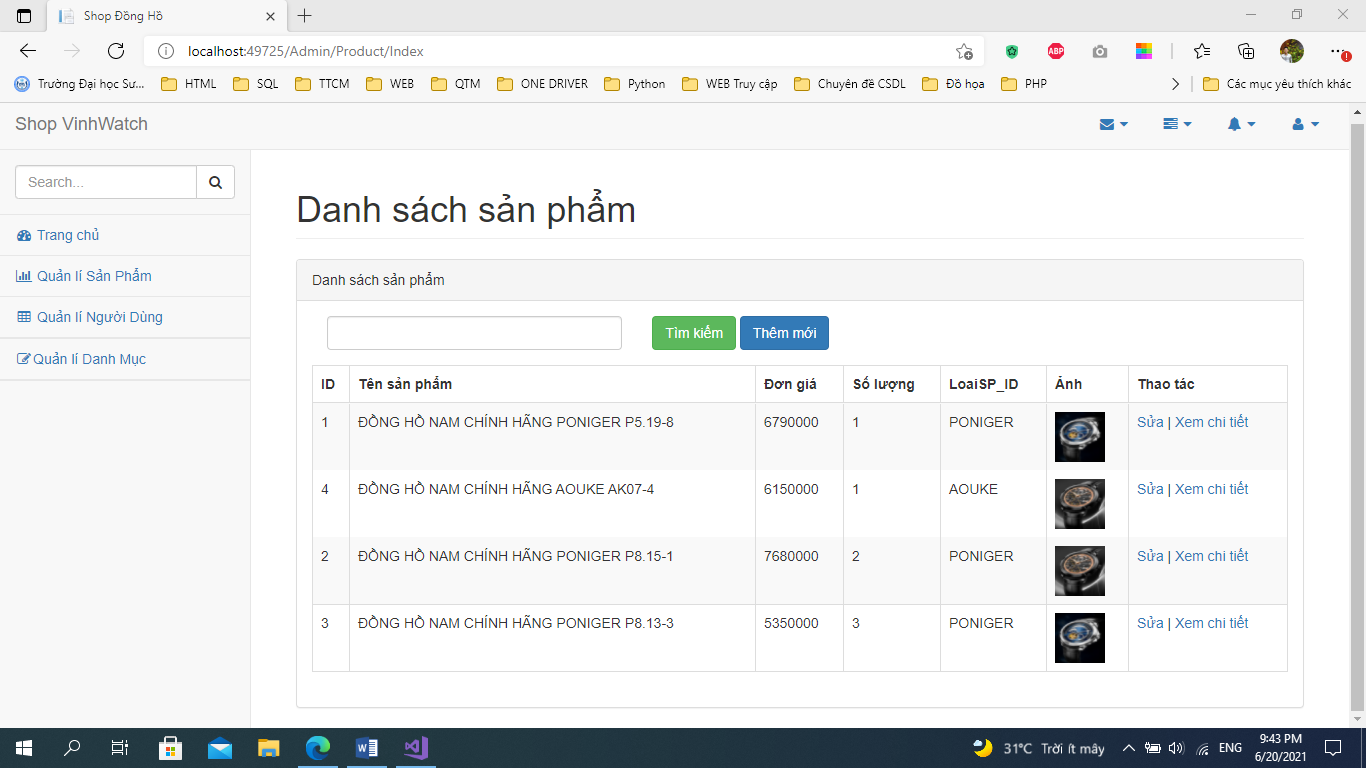 Shop Đồng Hồ
localhost:49725/Admin/Product/Index
ABP
Trường Đại học Sư... HTML SQL TTCM WEB QTM ONE DRIVER Python WEB Truy cập Chuyên đề CSDL Đồ họa PHP Các mục yêu thích khác
Shop VinhWatch
Search...
Trang chủ
Quản lí Sản Phẩm
Quản lí Người Dùng
Quản lí Danh Mục
Danh sách sản phẩm
Danh sách sản phẩm
Tìm kiếm Thêm mới
ID Tên sản phẩm Đơn giá Số lượng LoaiSP_ID Ảnh Thao tác
1 ĐỒNG HỒ NAM CHÍNH HÃNG PONIGER P5.19-8 6790000 1 PONIGER Sửa | Xem chi tiết
4 ĐỒNG HỒ NAM CHÍNH HÃNG AOUKE AK07-4 6150000 1 AOUKE Sửa | Xem chi tiết
2 ĐỒNG HỒ NAM CHÍNH HÃNG PONIGER P8.15-1 7680000 2 PONIGER Sửa | Xem chi tiết
3 ĐỒNG HỒ NAM CHÍNH HÃNG PONIGER P8.13-3 5350000 3 PONIGER Sửa | Xem chi tiết
31°C Trời ít mây ENG 9:43 PM
6/20/2021